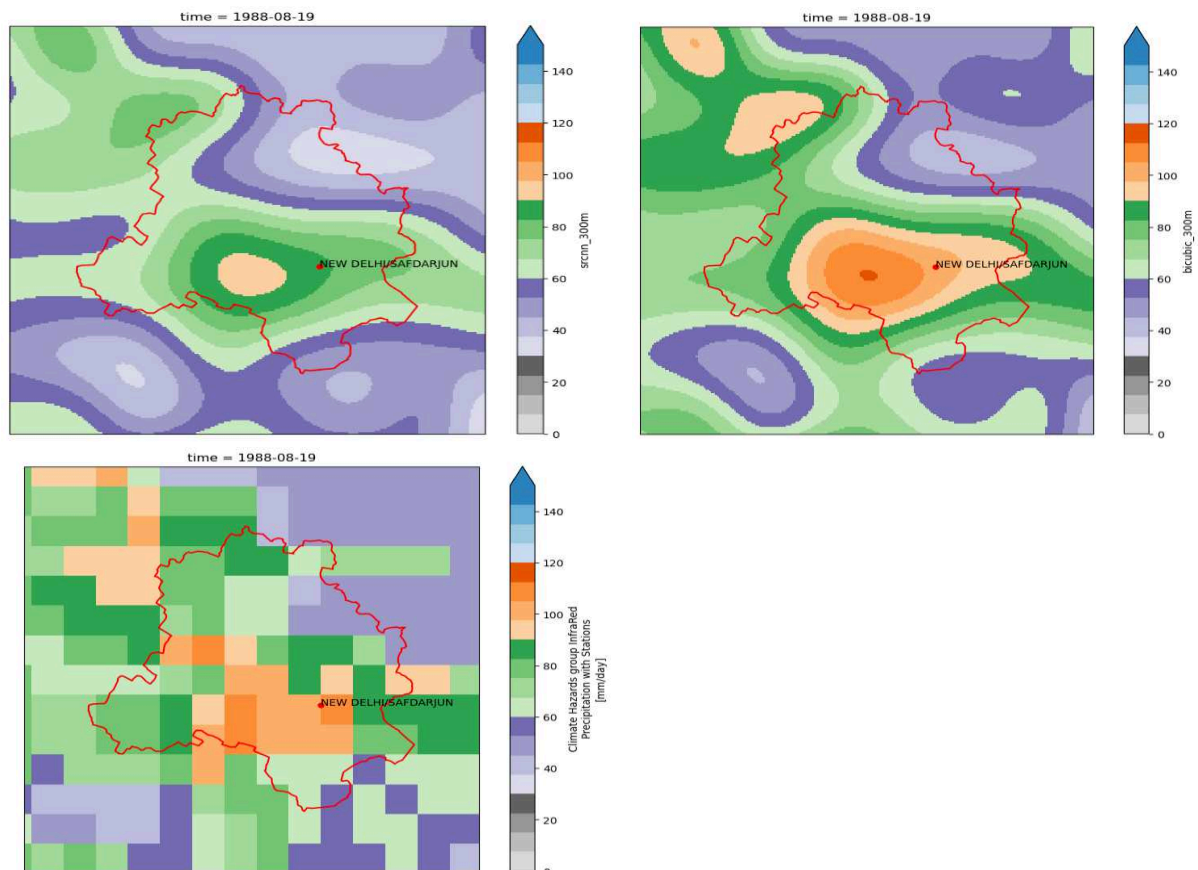 time = 1988-08-19
NEW DELHI/SAFDARJUN
140
120
100
80
60
40
20
0
srcnn_300m
time = 1988-08-19
NEW DELHI/SAFDARJUN
140
120
100
80
60
40
20
0
bicubic_300m
time = 1988-08-19
NEW DELHI/SAFDARJUN
140
120
100
80
60
40
20
0
Climate Hazards group InfraRed
Precipitation with Stations
[mm/day]